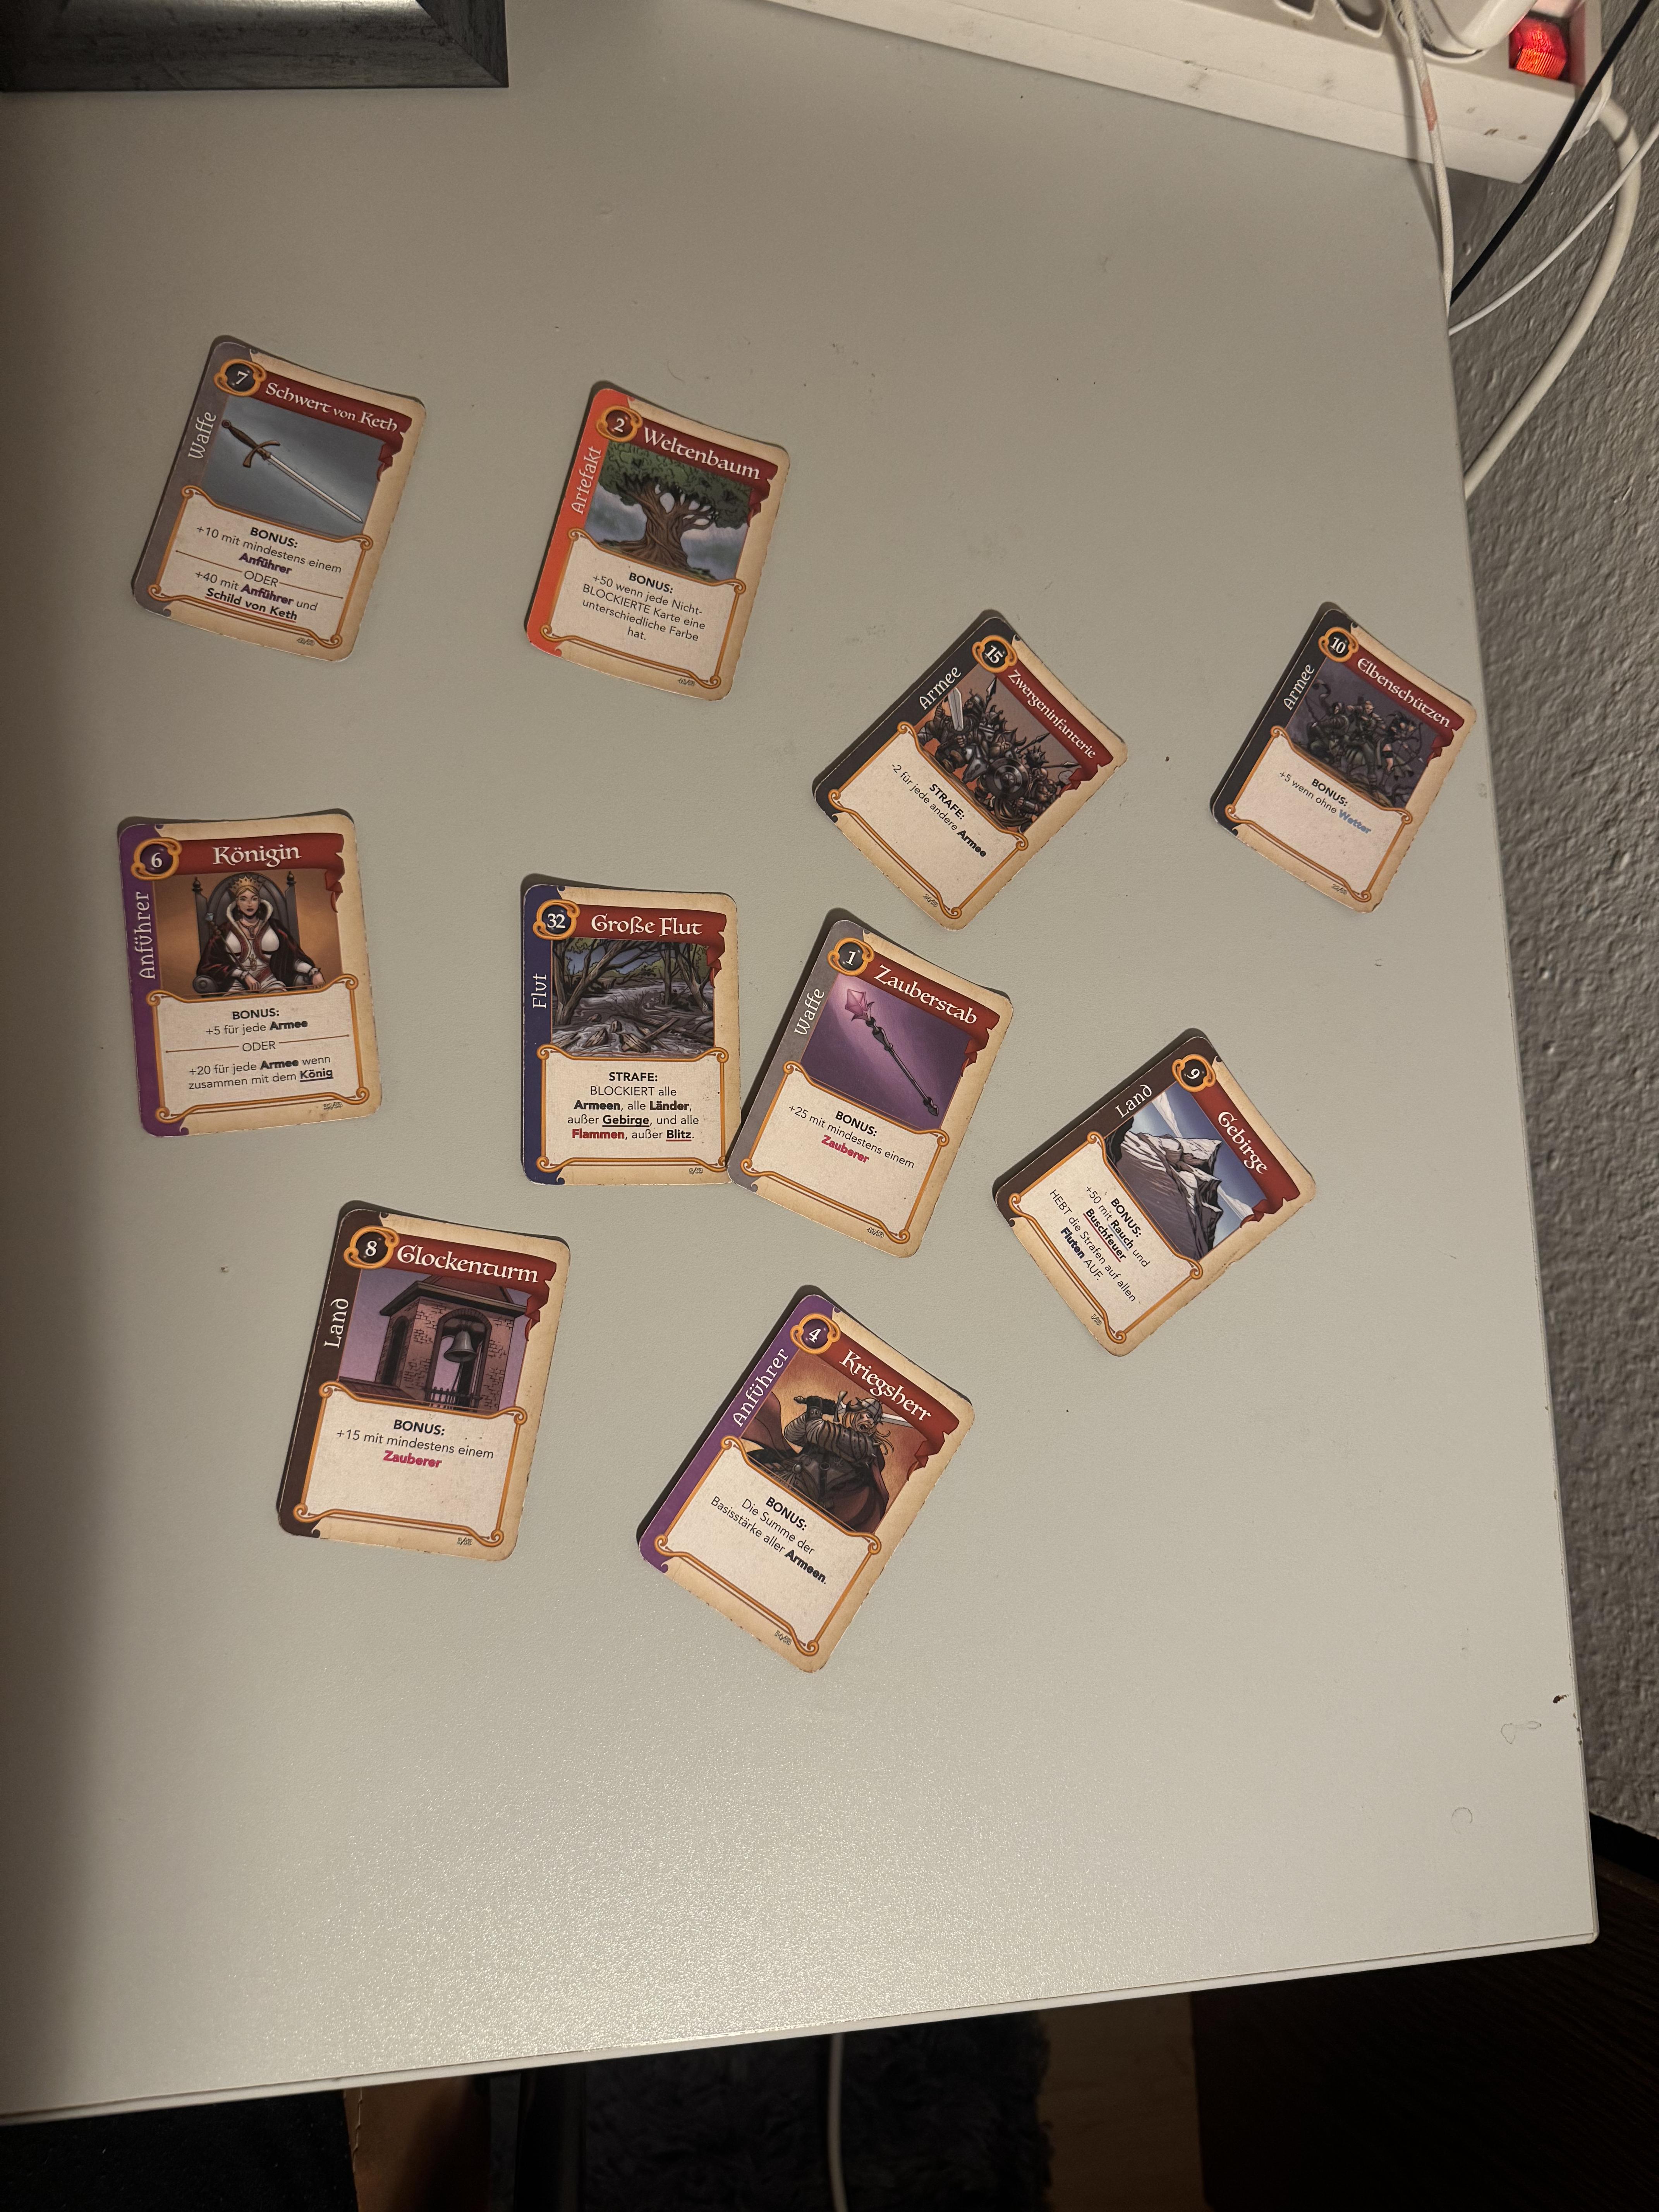 7
Schwert von Keth
Waffe
BONUS:
+10 mit mindestens einem
Anführer
ODER
+40 mit Anführer und
Schild von Keth
2
Weltenbaum
Artefakt
BONUS:
+50 wenn jede Nicht-
BLOCKIERTE Karte eine
unterschiedliche Farbe
hat.
15
Zwergeninfanterie
Armee
STRAFE:
-2 für jede andere Armee
10
Elbenschützen
Armee
BONUS:
+5 wenn ohne Wetter
6
Königin
Anführer
BONUS:
+5 für jede Armee
ODER
+20 für jede Armee wenn
zusammen mit dem König
32
Große Flut
Flut
STRAFE:
BLOCKIERT alle
Armeen, alle Länder,
außer Gebirge, und alle
Flammen, außer Blitz.
1
Zauberstab
Waffe
BONUS:
+25 mit mindestens einem
Zauberer
9
Gebirge
Land
BONUS:
+50 mit Rauch und
Buschfeuer
HEBT die Strafen auf allen
Fluten AUF.
8
Glockenturm
Land
BONUS:
+15 mit mindestens einem
Zauberer
4
Kriegsherr
Anführer
BONUS:
Die Summe der
Basisstärke aller Armeen.